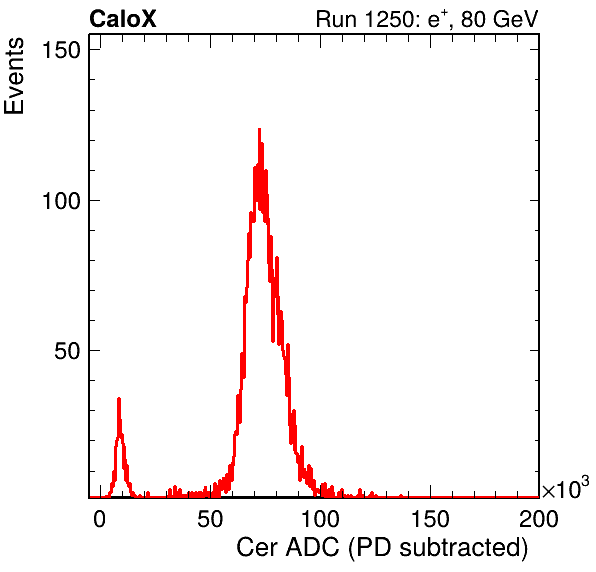 CaloX Run 1250: e⁺, 80 GeV
Events
150
100
50
0 50 100 150 200
×10³
Cer ADC (PD subtracted)